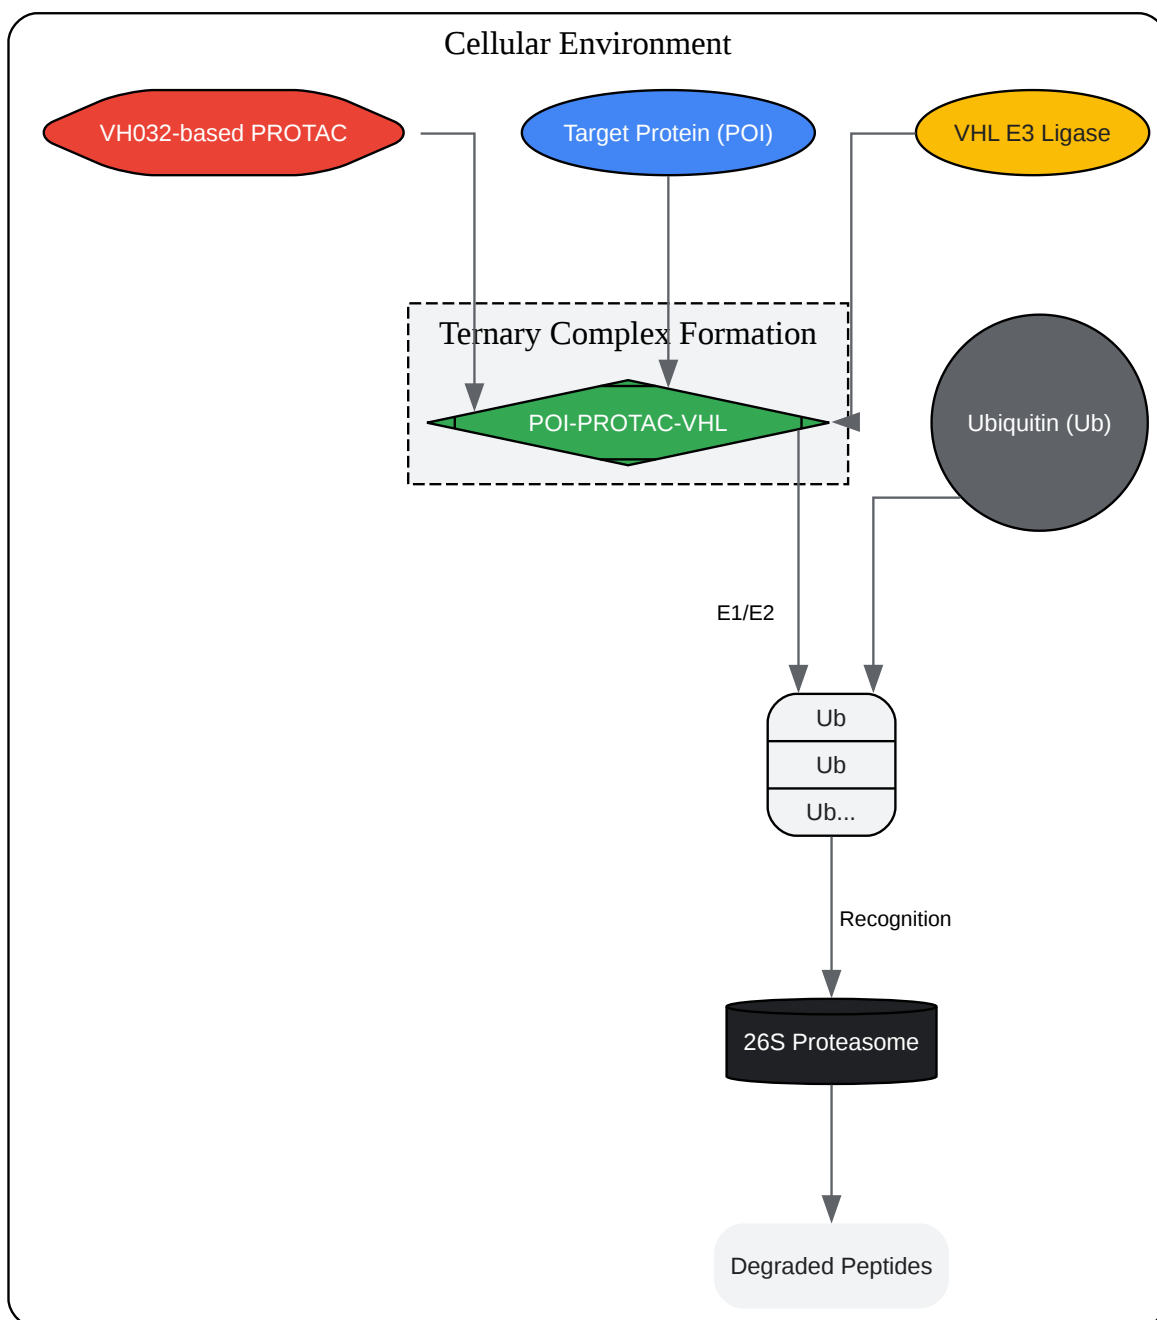 Cellular Environment
VH032-based PROTAC
Target Protein (POI)
VHL E3 Ligase
Ternary Complex Formation
POI-PROTAC-VHL
Ubiquitin (Ub)
E1/E2
Ub
Ub
Ub...
Recognition
26S Proteasome
Degraded Peptides